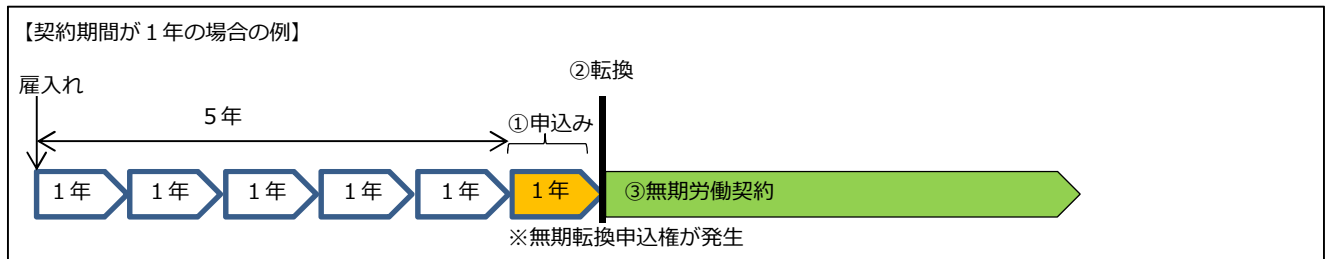 【契約期間が１年の場合の例】
雇入れ
②転換
５年
①申込み
１年 １年 １年 １年 １年 １年 ③無期労働契約
※無期転換申込権が発生